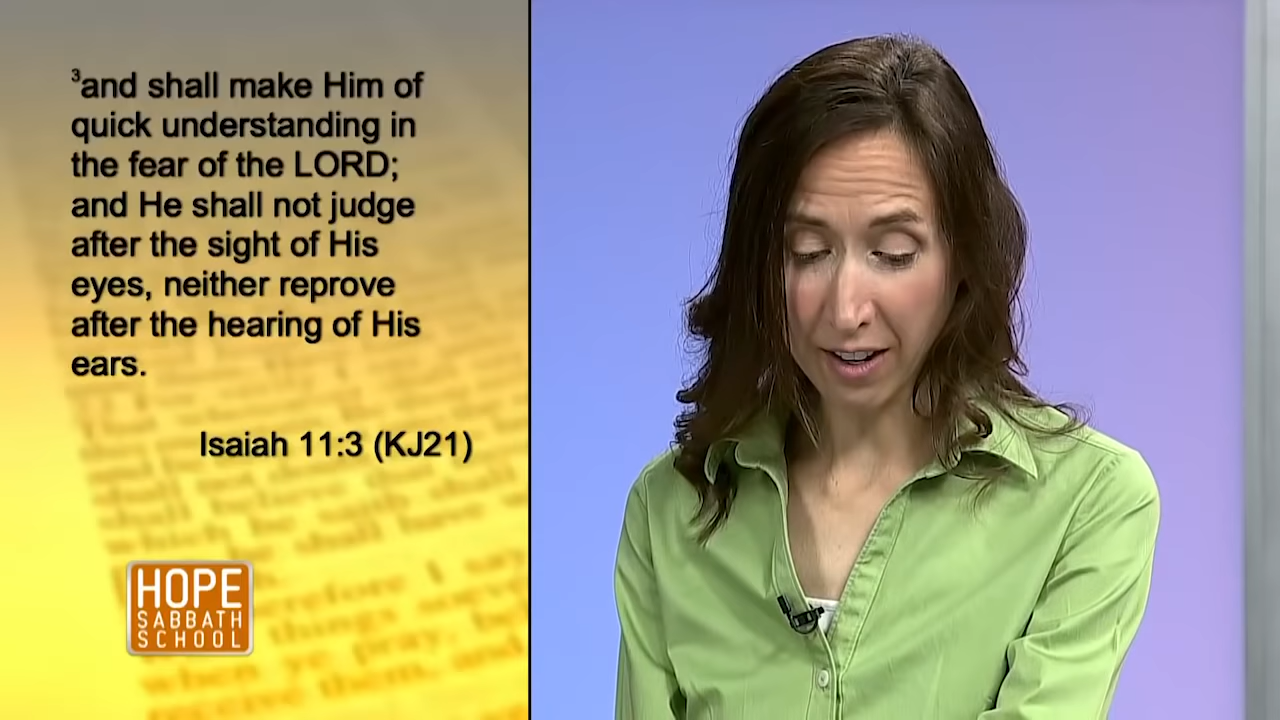 ³and shall make Him of
quick understanding in
the fear of the LORD;
and He shall not judge
after the sight of His
eyes, neither reprove
after the hearing of His
ears.
Isaiah 11:3 (KJ21)
HOPE
SABBATH
SCHOOL